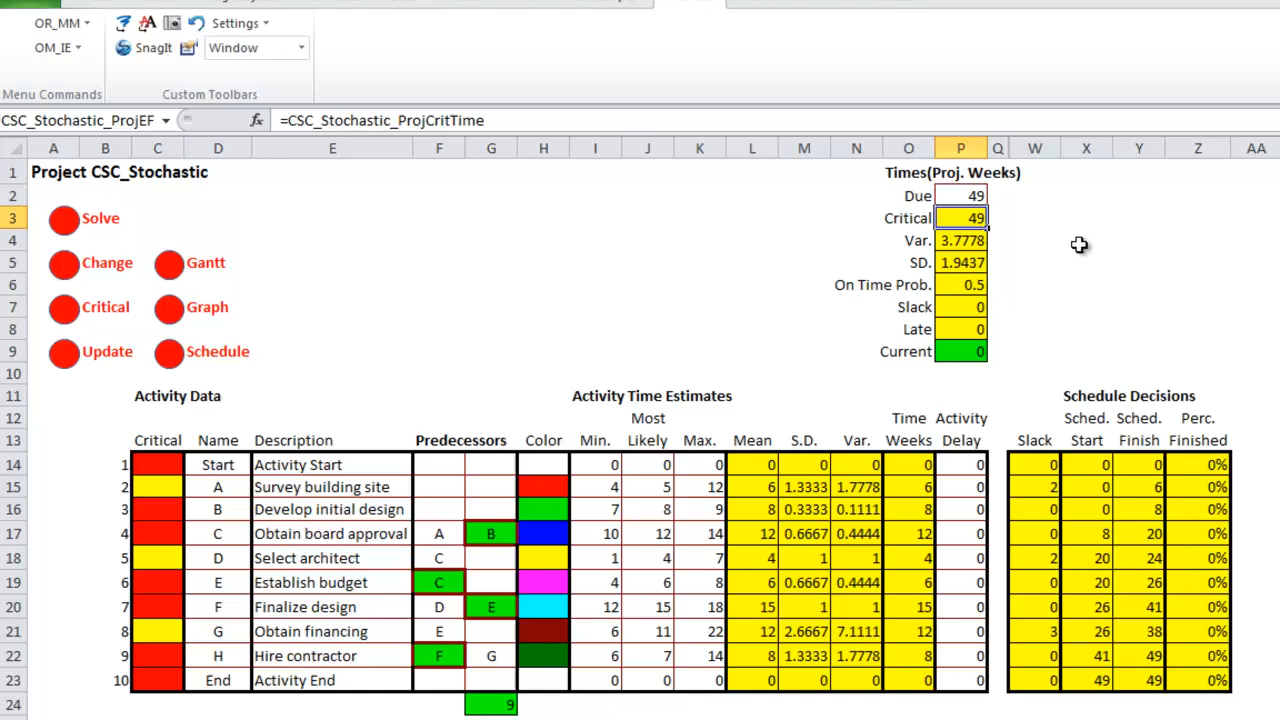 OR_MM Settings
OM_IE SnagIt Window
Menu Commands Custom Toolbars
CSC_Stochastic_ProjEF fx =CSC_Stochastic_ProjCritTime
A B C D E F G H I J K L M N O P Q W X Y Z AA
1 Project CSC_Stochastic Times(Proj. Weeks)
2 Due 49
3 Solve Critical 49
4 Var. 3.7778
5 Change Gantt SD. 1.9437
6 On Time Prob. 0.5
7 Critical Graph Slack 0
8 Late 0
9 Update Schedule Current 0
10
11 Activity Data Activity Time Estimates Schedule Decisions
12 Most Time Activity Sched. Sched. Perc.
13 Critical Name Description Predecessors Color Min. Likely Max. Mean S.D. Var. Weeks Delay Slack Start Finish Finished
14 1 Start Activity Start 0 0 0 0 0 0 0 0 0 0 0 0%
15 2 A Survey building site 4 5 12 6 1.3333 1.7778 6 0 2 0 6 0%
16 3 B Develop initial design 7 8 9 8 0.3333 0.1111 8 0 0 0 8 0%
17 4 C Obtain board approval A B 10 12 14 12 0.6667 0.4444 12 0 0 8 20 0%
18 5 D Select architect C 1 4 7 4 1 1 4 0 2 20 24 0%
19 6 E Establish budget C 4 6 8 6 0.6667 0.4444 6 0 0 20 26 0%
20 7 F Finalize design D E 12 15 18 15 1 1 15 0 0 26 41 0%
21 8 G Obtain financing E 6 11 22 12 2.6667 7.1111 12 0 3 26 38 0%
22 9 H Hire contractor F G 6 7 14 8 1.3333 1.7778 8 0 0 41 49 0%
23 10 End Activity End 0 0 0 0 0 0 0 0 0 49 49 0%
24 9